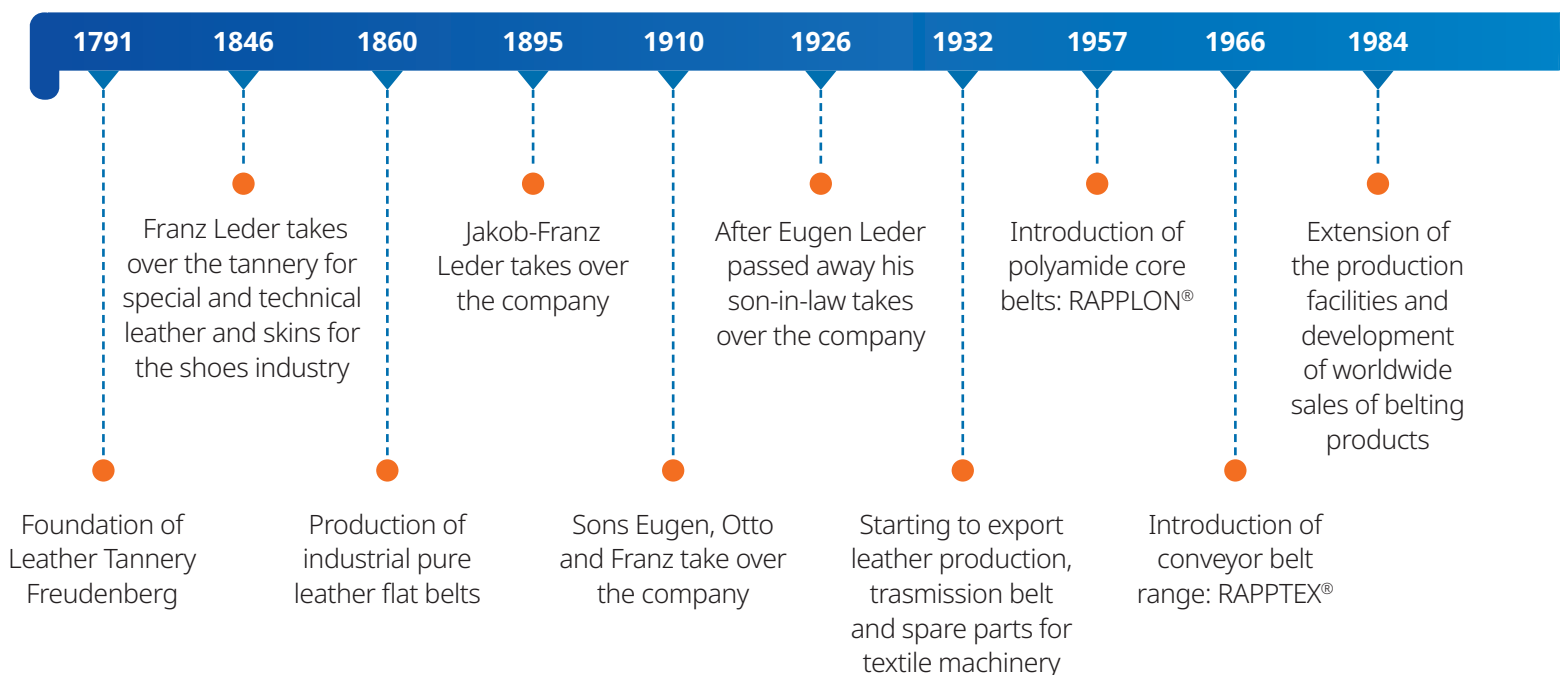 1791
1846
1860
1895
1910
1926
1932
1957
1966
1984
Franz Leder takes
over the tannery for
special and technical
leather and skins for
the shoes industry
Jakob-Franz
Leder takes over
the company
After Eugen Leder
passed away his
son-in-law takes
over the company
Introduction of
polyamide core
belts: RAPPLON®
Extension of
the production
facilities and
development
of worldwide
sales of belting
products
Foundation of
Leather Tannery
Freudenberg
Production of
industrial pure
leather flat belts
Sons Eugen, Otto
and Franz take over
the company
Starting to export
leather production,
trasmission belt
and spare parts for
textile machinery
Introduction of
conveyor belt
range: RAPPTEX®